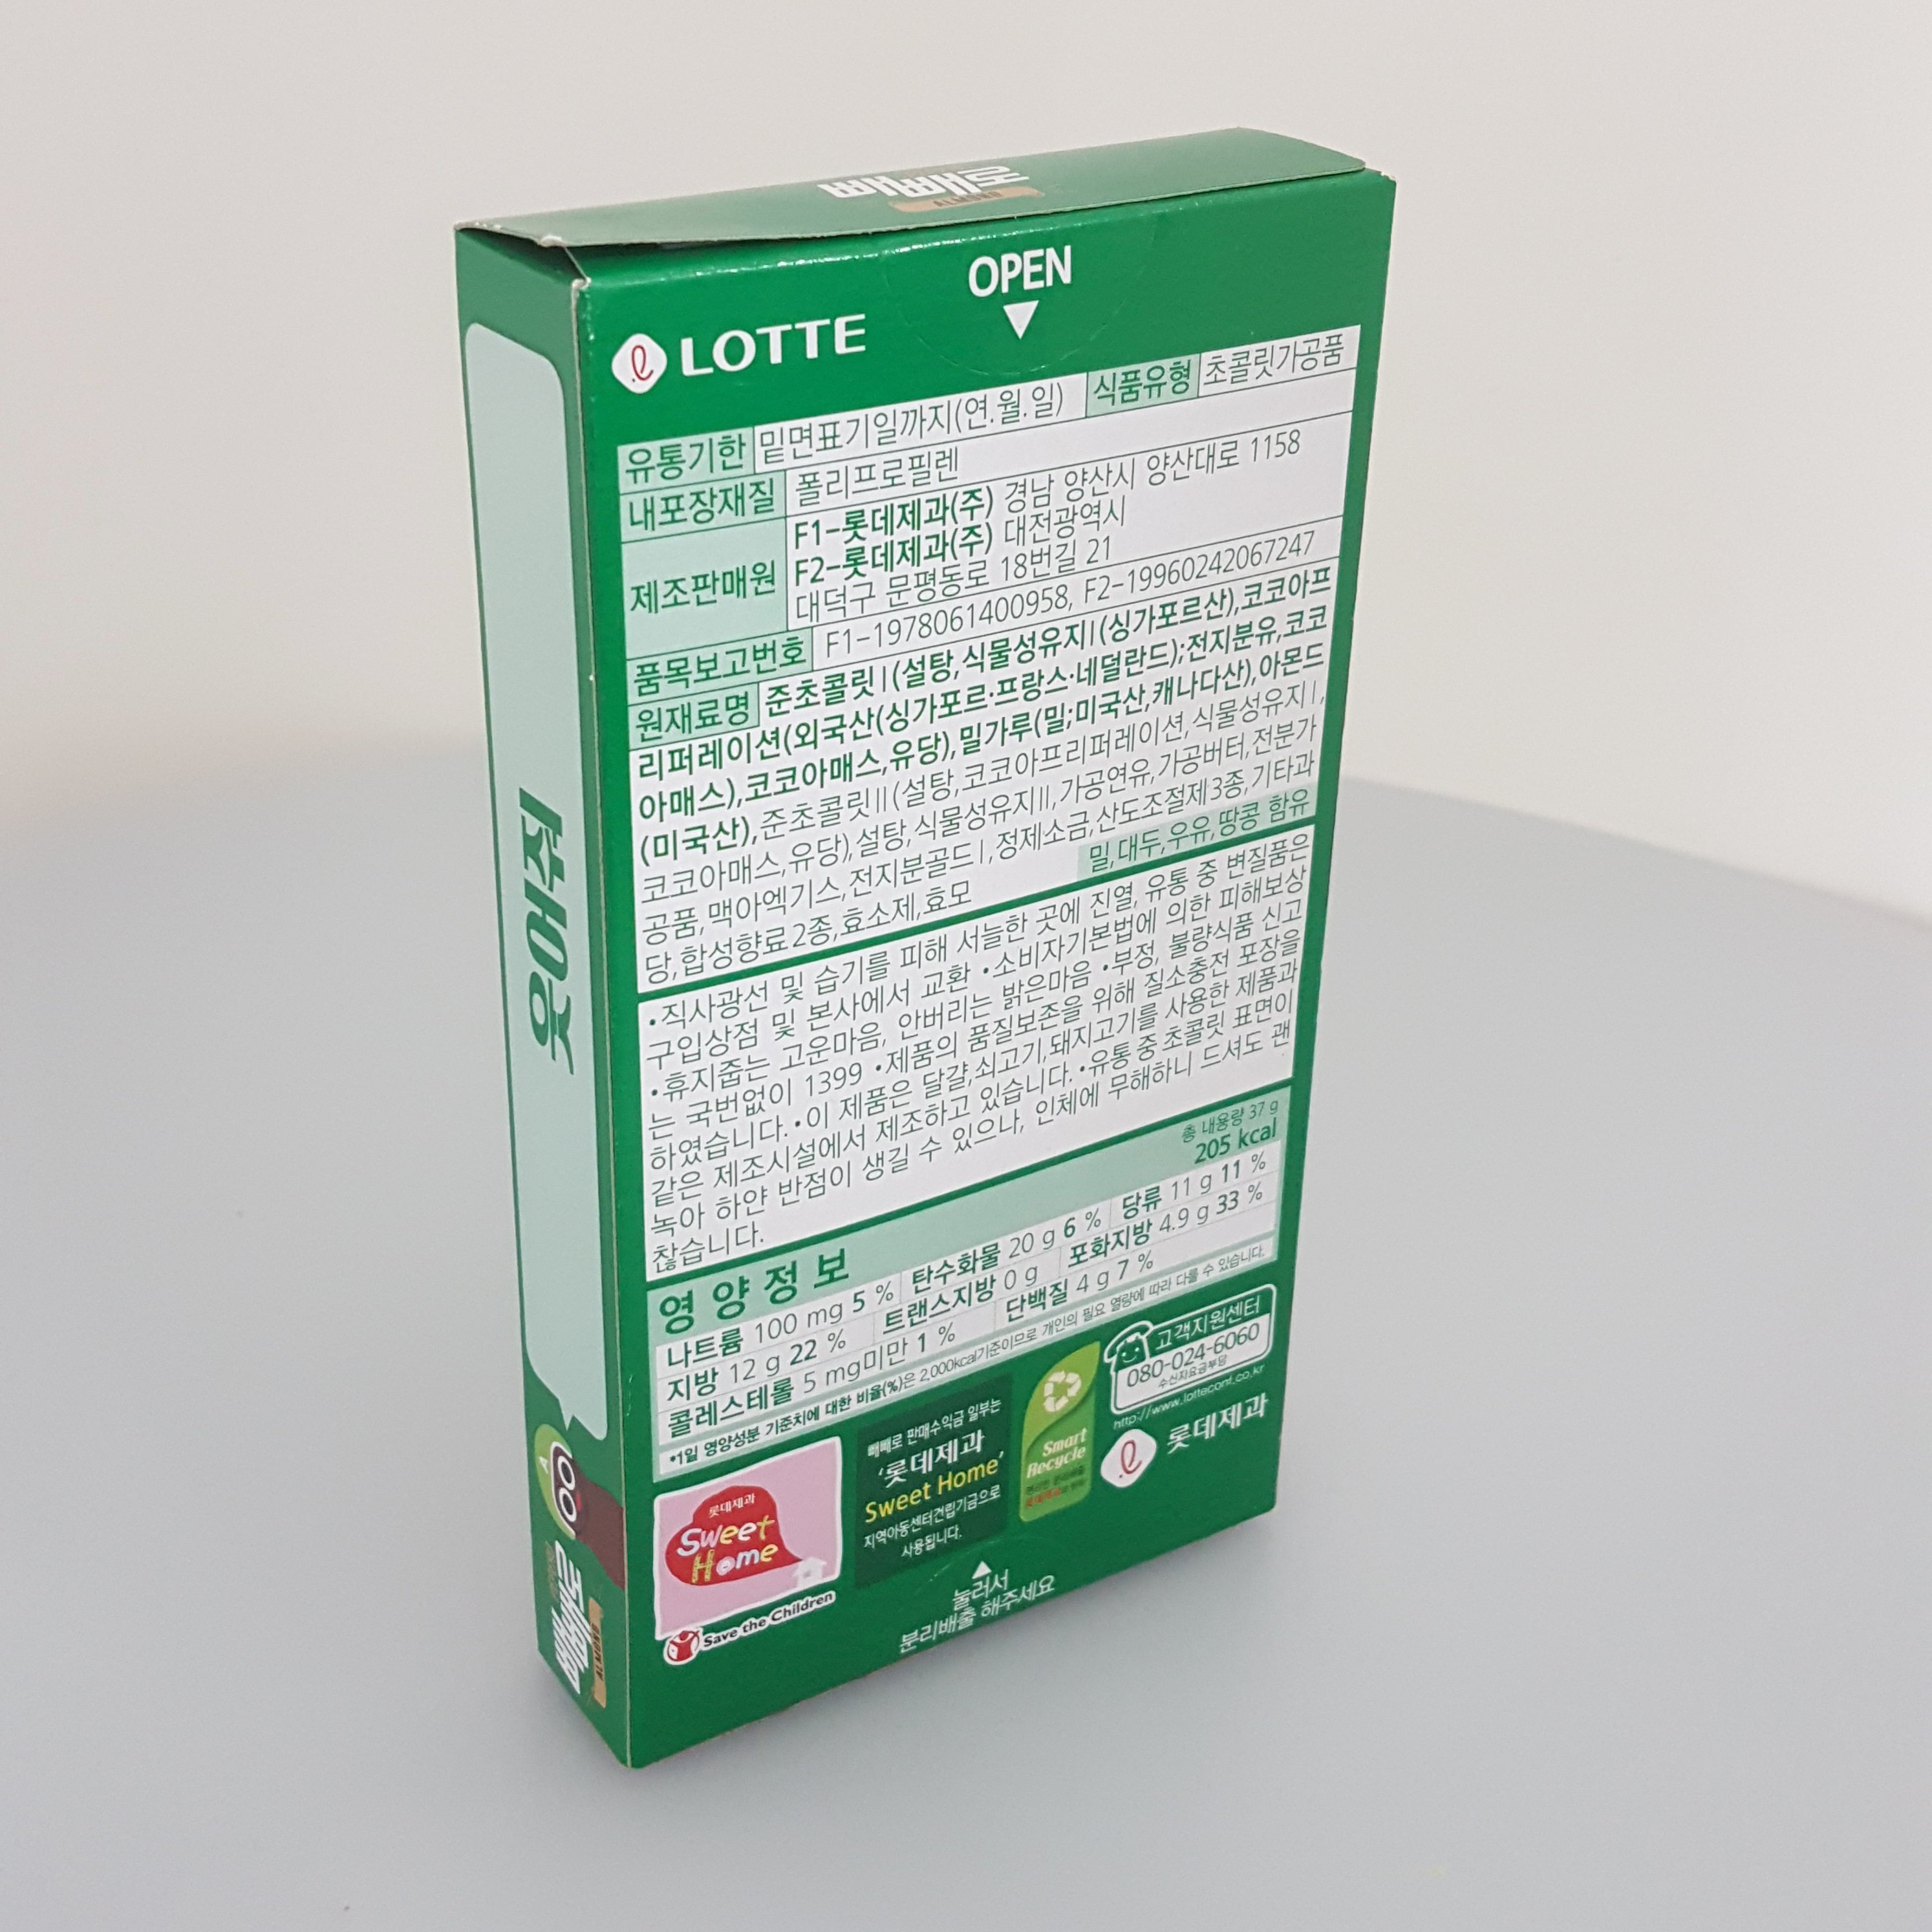 빼빼로
ALMOND
OPEN
LOTTE
유통기한 밑면표기일까지(연.월.일) 식품유형 초콜릿가공품
내포장재질 폴리프로필렌
제조판매원 F1-롯데제과(주) 경남 양산시 양산대로 1158
F2-롯데제과(주) 대전광역시
대덕구 문평동로 18번길 21
품목보고번호 F1-1978061400958, F2-19960242067247
원재료명 준초콜릿Ⅰ(설탕,식물성유지Ⅰ(싱가포르산),코코아프
리퍼레이션(외국산(싱가포르·프랑스·네덜란드);전지분유,코코
아매스),코코아매스,유당),밀가루(밀;미국산,캐나다산),아몬드
(미국산),준초콜릿Ⅱ(설탕,코코아프리퍼레이션,식물성유지Ⅰ,
코코아매스,유당),설탕,식물성유지Ⅱ,가공연유,가공버터,전분가
공품,맥아엑기스,전지분골드Ⅰ,정제소금,산도조절제3종,기타과
당,합성향료2종,효소제,효모 밀,대두,우유,땅콩 함유
•직사광선 및 습기를 피해 서늘한 곳에 진열, 유통 중 변질품은
구입상점 및 본사에서 교환 •소비자기본법에 의한 피해보상
•휴지줍는 고운마음, 안버리는 밝은마음 •부정, 불량식품 신고
는 국번없이 1399 •제품의 품질보존을 위해 질소충전 포장을
하였습니다. •이 제품은 달걀,쇠고기,돼지고기를 사용한 제품과
같은 제조시설에서 제조하고 있습니다. •유통 중 초콜릿 표면이
녹아 하얀 반점이 생길 수 있으나, 인체에 무해하니 드셔도 괜
찮습니다.
영양정보 총 내용량 37 g
205 kcal
나트륨 100 mg 5 % 탄수화물 20 g 6 % 당류 11 g 11 %
지방 12 g 22 % 트랜스지방 0 g 포화지방 4.9 g 33 %
콜레스테롤 5 mg미만 1 % 단백질 4 g 7 %
*1일 영양성분 기준치에 대한 비율(%)은 2,000kcal기준이므로 개인의 필요 열량에 따라 다를 수 있습니다.
롯데제과
Sweet
Home
Save the Children
빼빼로 판매수익금 일부는
'롯데제과
Sweet Home'
지역아동센터건립기금으로
사용됩니다.
Smart
Recycle
고객지원센터
080-024-6060
수신자요금부담
http://www.lotteconf.co.kr
롯데제과
눌러서
분리배출 해주세요
웃어줘
빼빼로
ALMOND